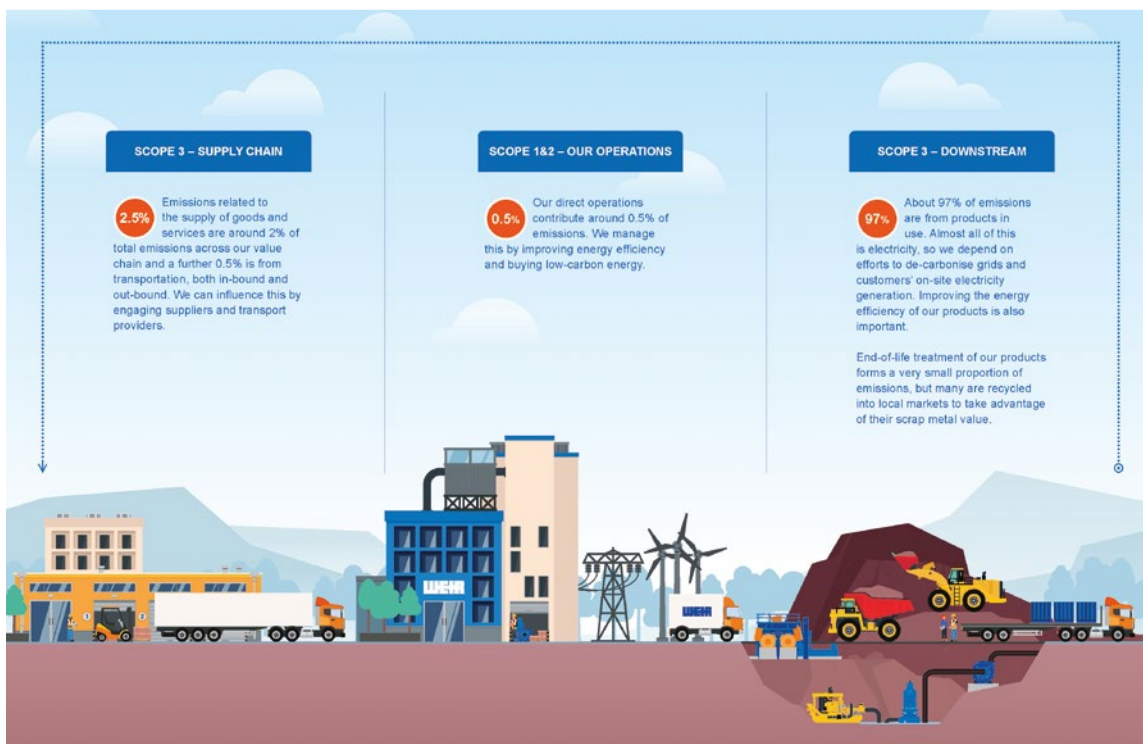 SCOPE 3 – SUPPLY CHAIN
2.5%
Emissions related to
the supply of goods and
services are around 2% of
total emissions across our value
chain and a further 0.5% is from
transportation, both in-bound and
out-bound. We can influence this by
engaging suppliers and transport
providers.
SCOPE 1&2 – OUR OPERATIONS
0.5%
Our direct operations
contribute around 0.5% of
emissions. We manage
this by improving energy efficiency
and buying low-carbon energy.
SCOPE 3 – DOWNSTREAM
97%
About 97% of emissions
are from products in
use. Almost all of this
is electricity, so we depend on
efforts to de-carbonise grids and
customers' on-site electricity
generation. Improving the energy
efficiency of our products is also
important.
End-of-life treatment of our products
forms a very small proportion of
emissions, but many are recycled
into local markets to take advantage
of their scrap metal value.
WEIR
WEIR
1
2